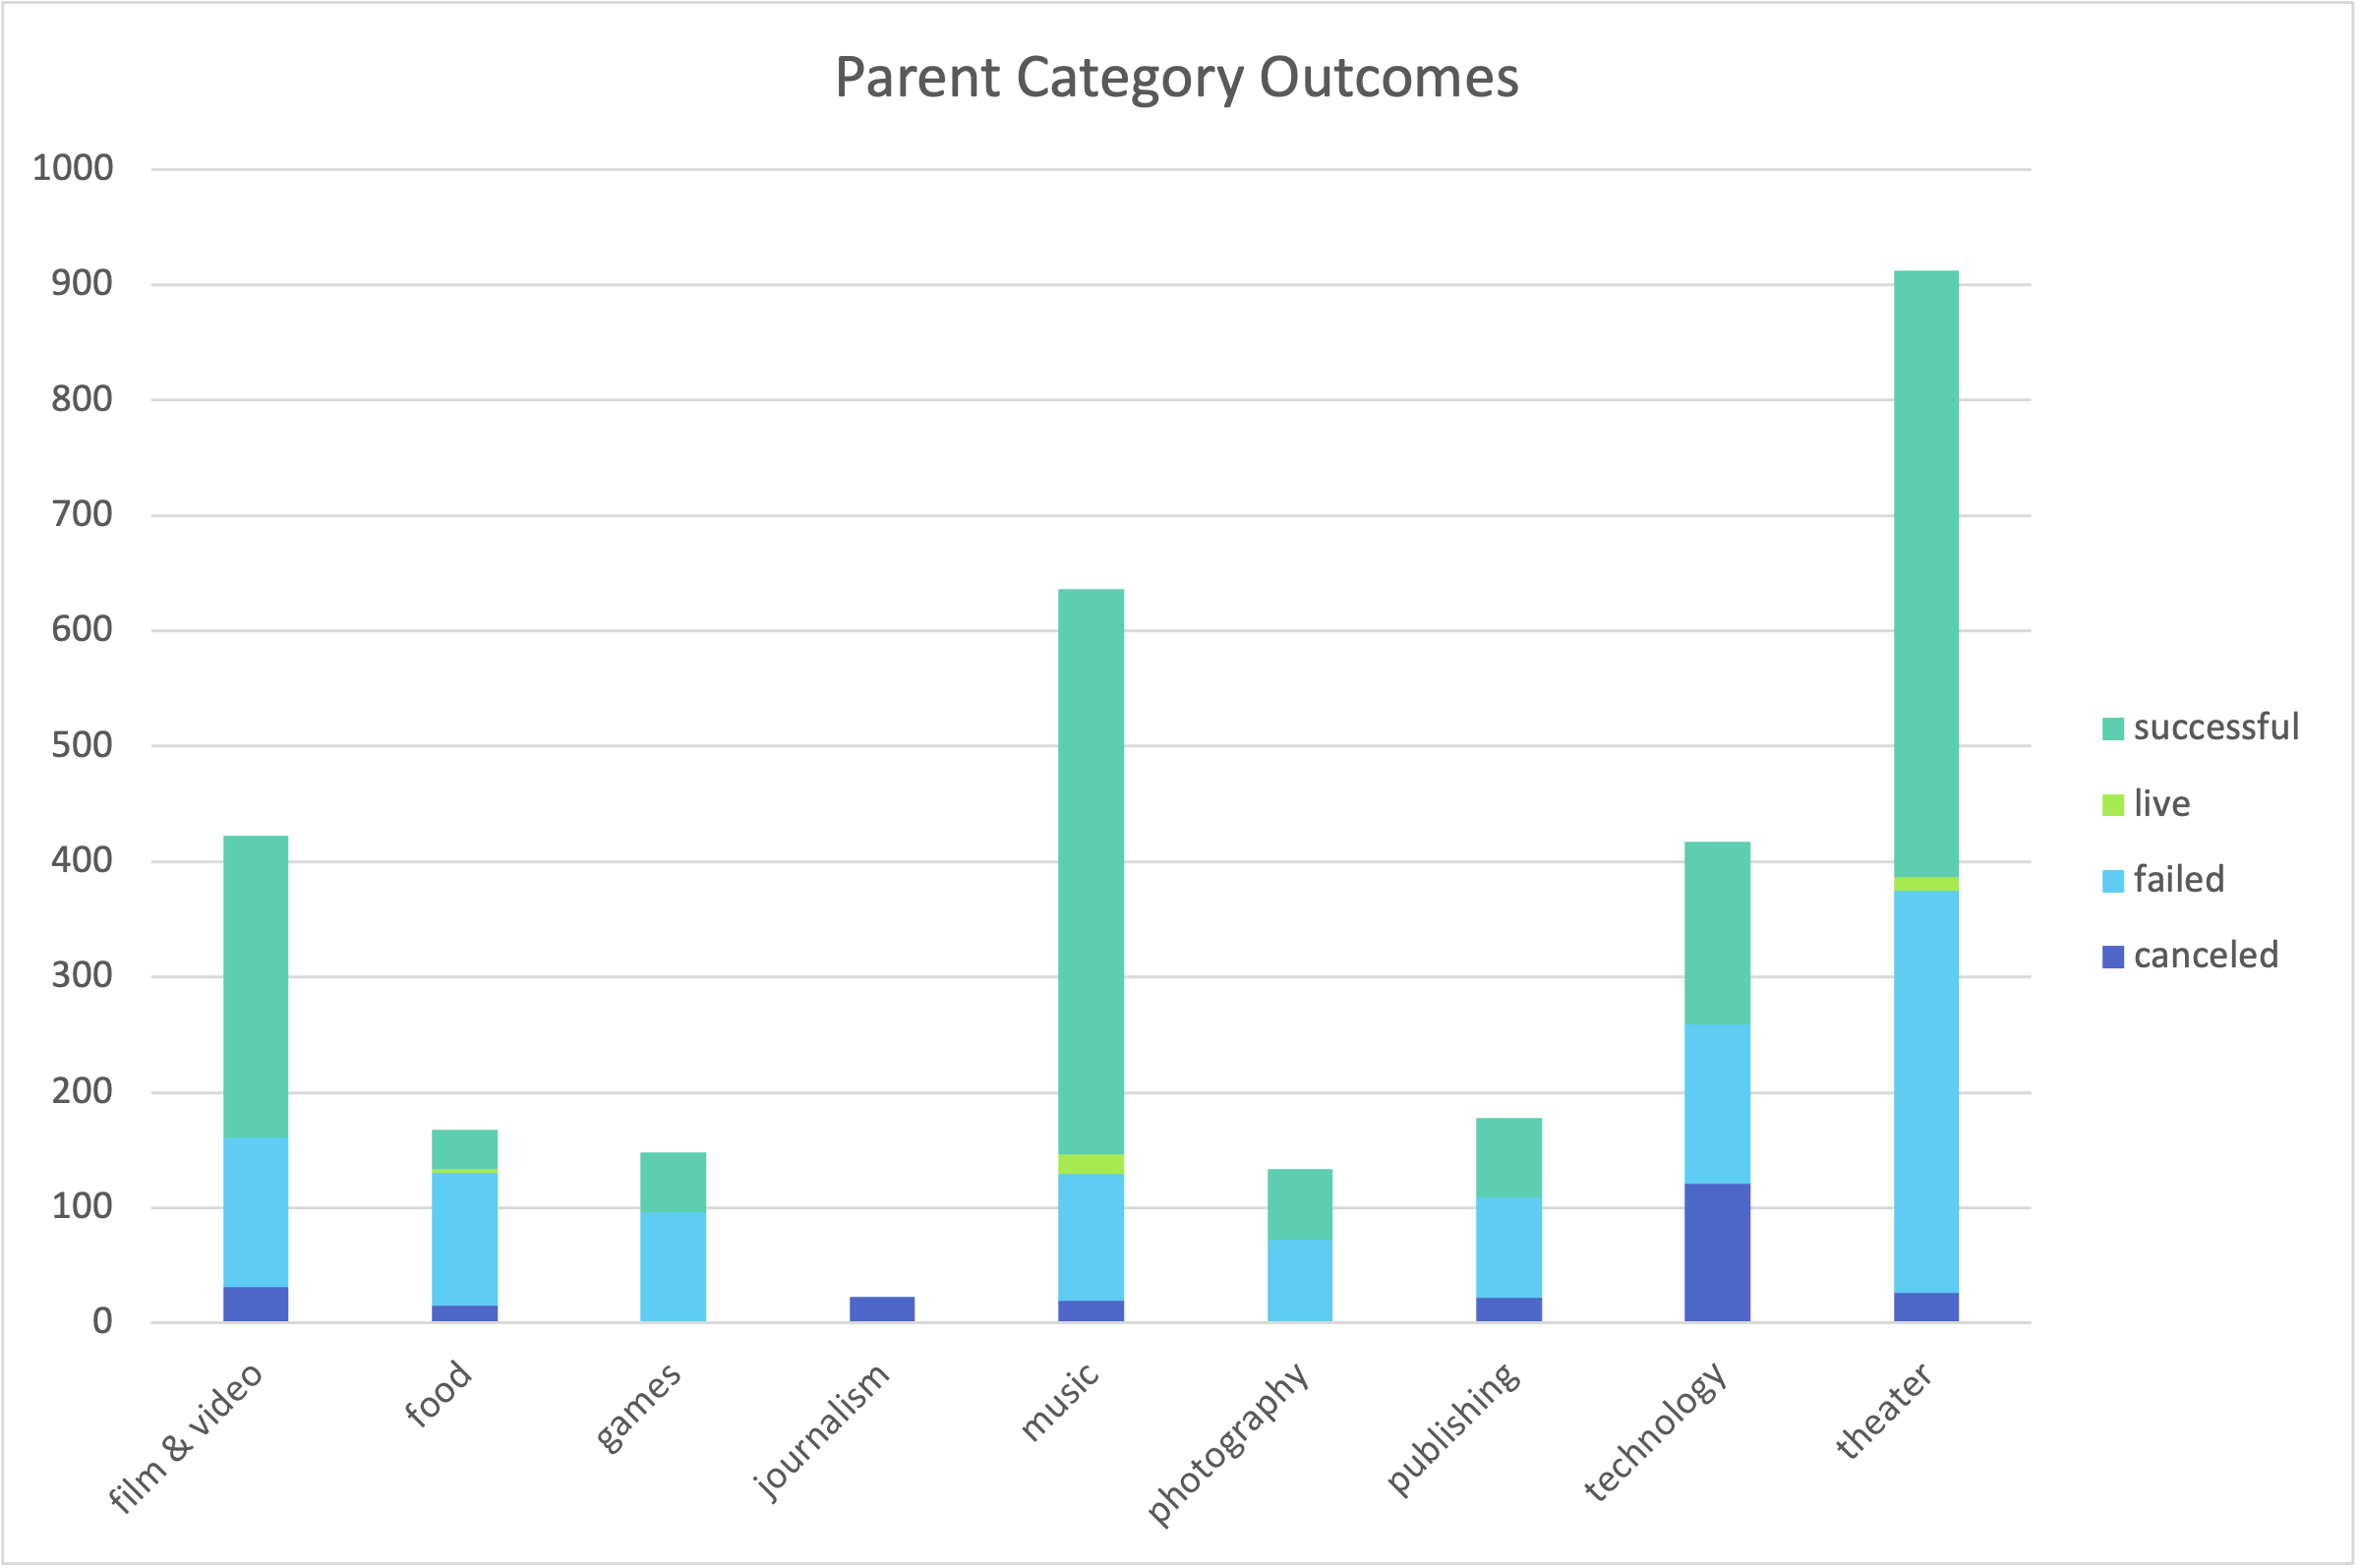 Parent Category Outcomes
1000
900
800
700
600
500
400
300
200
100
0
film & video
food
games
journalism
music
photography
publishing
technology
theater
successful
live
failed
canceled